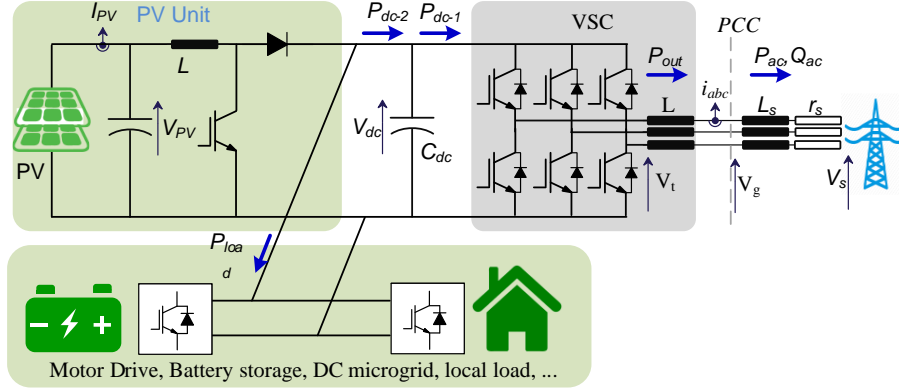 I_PV
PV Unit
P_dc-2
P_dc-1
VSC
PCC
L
P_out
P_ac, Q_ac
i_abc
L
L_s
r_s
V_PV
V_dc
C_dc
PV
V_t
V_g
V_s
P_loa
d
Motor Drive, Battery storage, DC microgrid, local load, ...